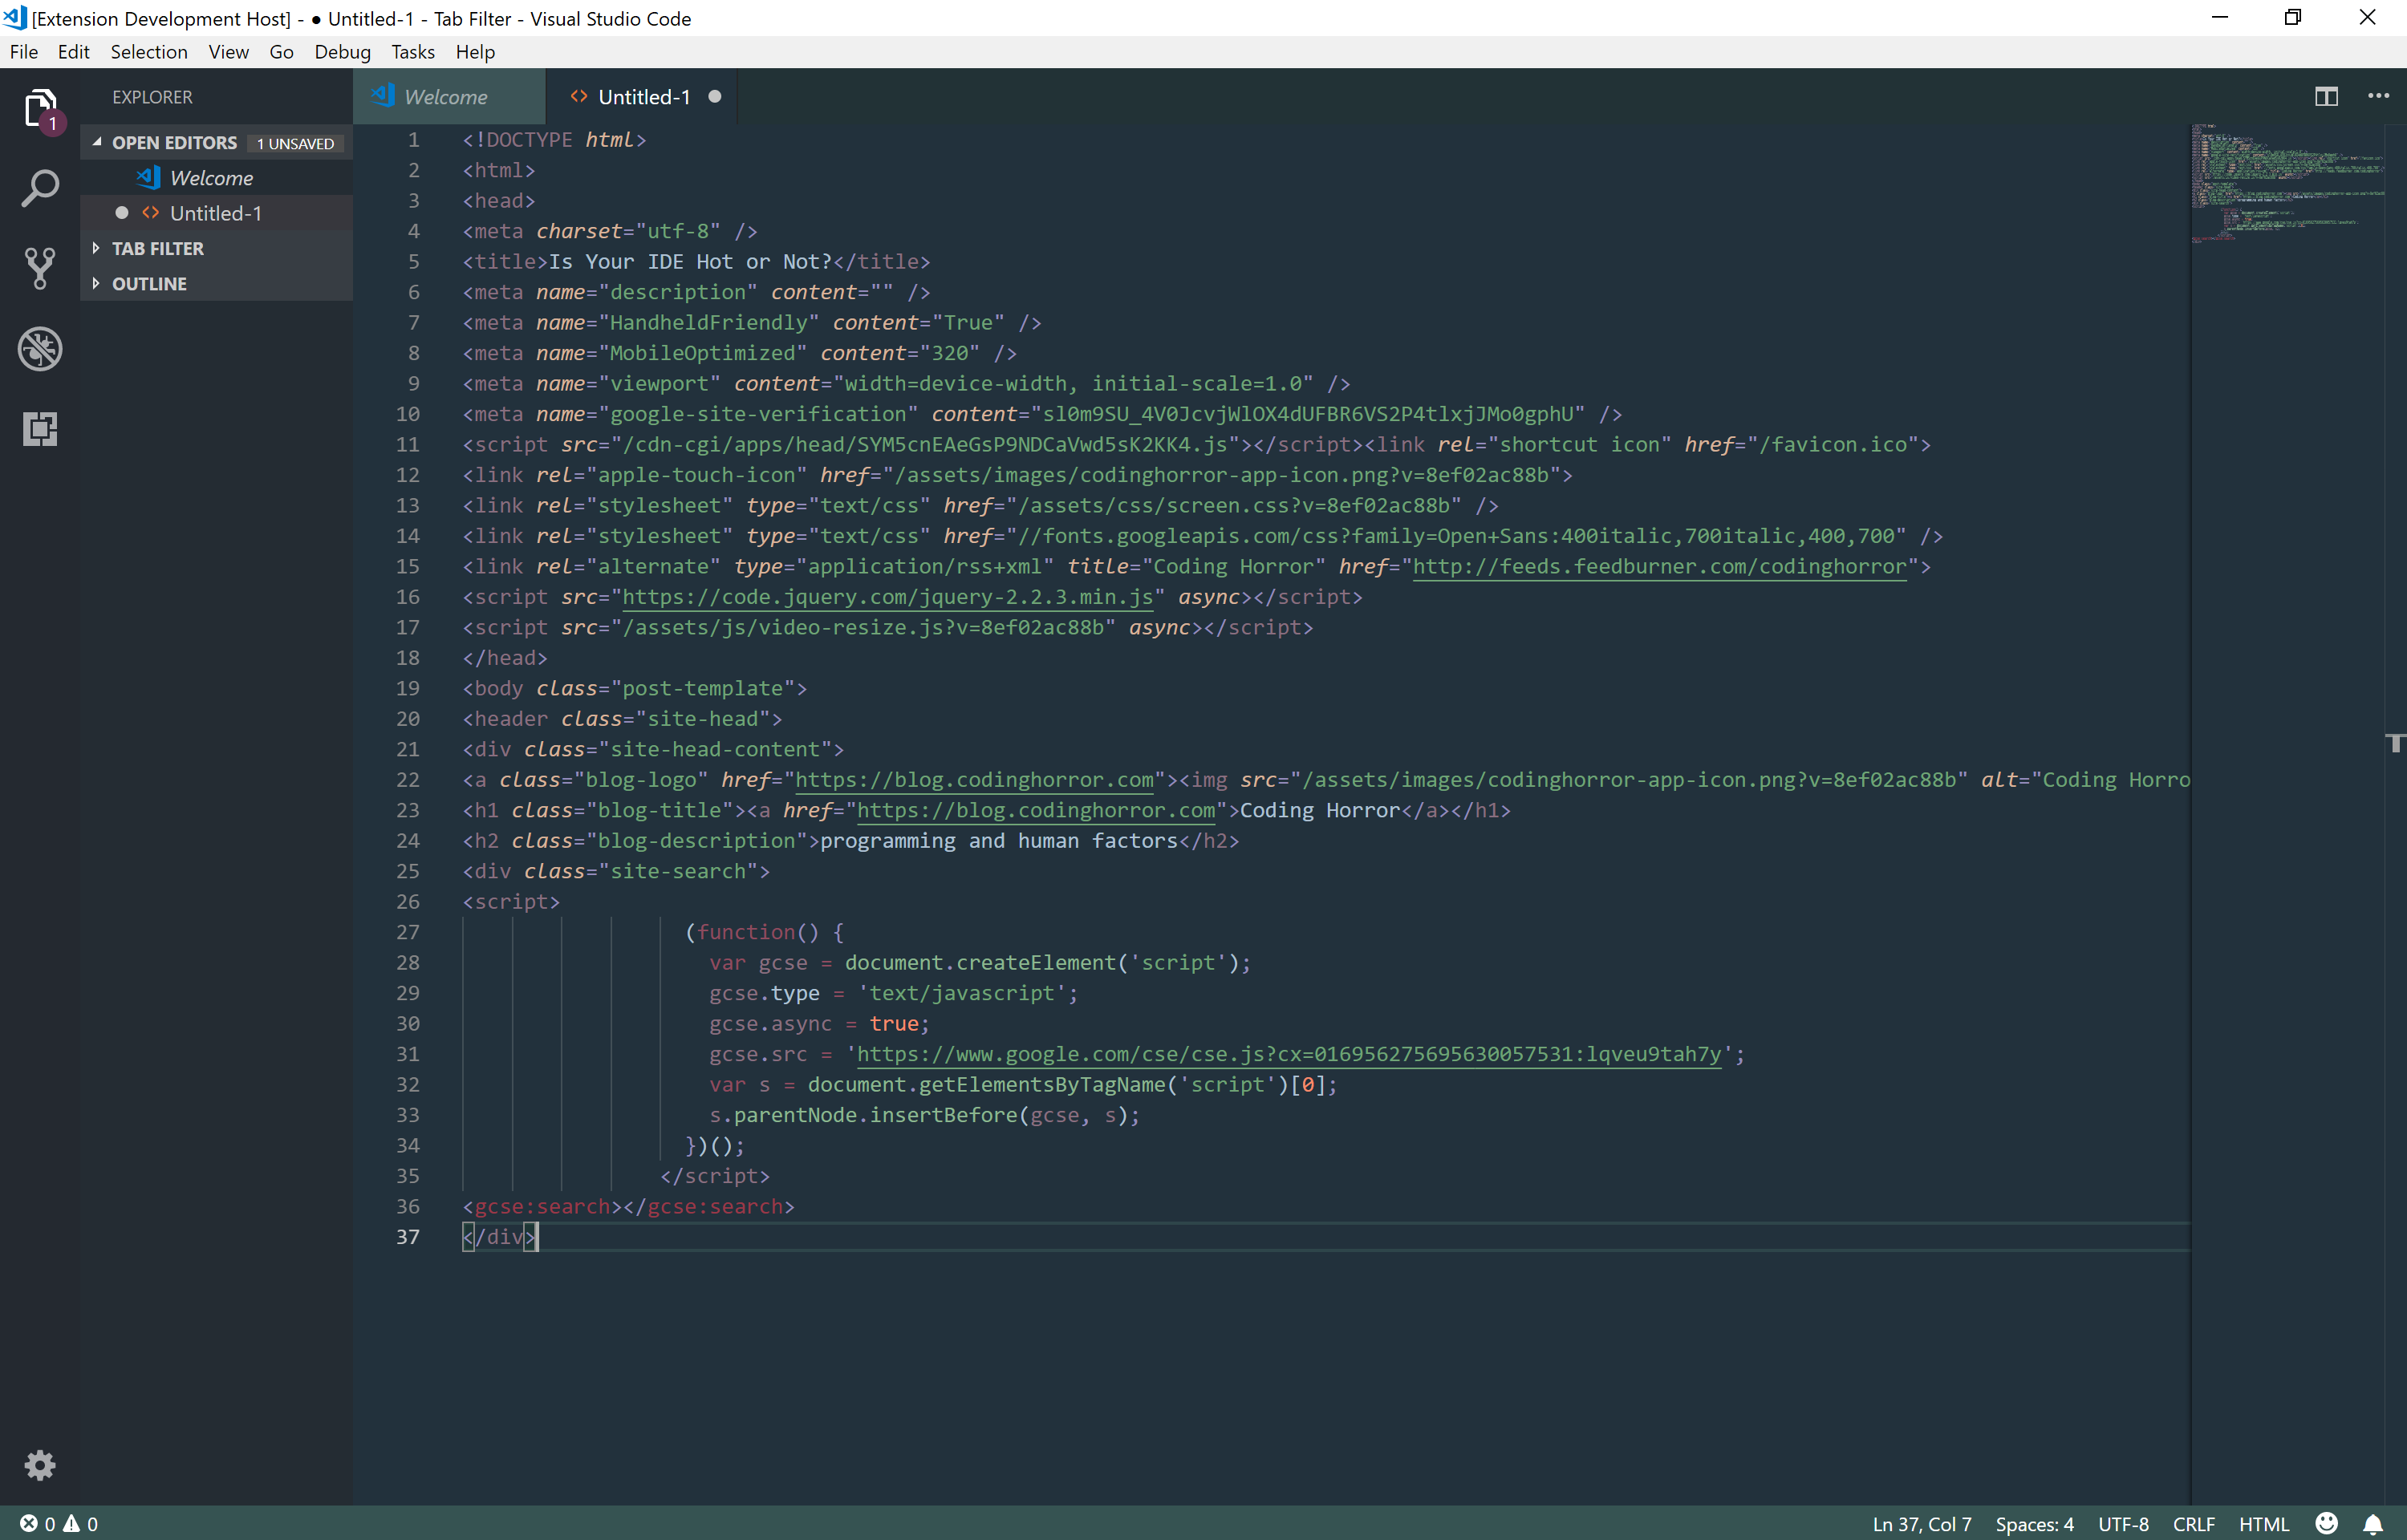 [Extension Development Host] - ● Untitled-1 - Tab Filter - Visual Studio Code
File Edit Selection View Go Debug Tasks Help
EXPLORER
1
OPEN EDITORS 1 UNSAVED
Welcome
Untitled-1
TAB FILTER
OUTLINE
Welcome
Untitled-1
1 <!DOCTYPE html>
2 <html>
3 <head>
4 <meta charset="utf-8" />
5 <title>Is Your IDE Hot or Not?</title>
6 <meta name="description" content="" />
7 <meta name="HandheldFriendly" content="True" />
8 <meta name="MobileOptimized" content="320" />
9 <meta name="viewport" content="width=device-width, initial-scale=1.0" />
10 <meta name="google-site-verification" content="sl0m9SU_4V0JcvjWlOX4dUFBR6VS2P4tlxjJMo0gphU" />
11 <script src="/cdn-cgi/apps/head/SYM5cnEAeGsP9NDCaVwd5sK2KK4.js"></script><link rel="shortcut icon" href="/favicon.ico">
12 <link rel="apple-touch-icon" href="/assets/images/codinghorror-app-icon.png?v=8ef02ac88b">
13 <link rel="stylesheet" type="text/css" href="/assets/css/screen.css?v=8ef02ac88b" />
14 <link rel="stylesheet" type="text/css" href="//fonts.googleapis.com/css?family=Open+Sans:400italic,700italic,400,700" />
15 <link rel="alternate" type="application/rss+xml" title="Coding Horror" href="http://feeds.feedburner.com/codinghorror">
16 <script src="https://code.jquery.com/jquery-2.2.3.min.js" async></script>
17 <script src="/assets/js/video-resize.js?v=8ef02ac88b" async></script>
18 </head>
19 <body class="post-template">
20 <header class="site-head">
21 <div class="site-head-content">
22 <a class="blog-logo" href="https://blog.codinghorror.com"><img src="/assets/images/codinghorror-app-icon.png?v=8ef02ac88b" alt="Coding Horro
23 <h1 class="blog-title"><a href="https://blog.codinghorror.com">Coding Horror</a></h1>
24 <h2 class="blog-description">programming and human factors</h2>
25 <div class="site-search">
26 <script>
27 (function() {
28 var gcse = document.createElement('script');
29 gcse.type = 'text/javascript';
30 gcse.async = true;
31 gcse.src = 'https://www.google.com/cse/cse.js?cx=016956275695630057531:lqveu9tah7y';
32 var s = document.getElementsByTagName('script')[0];
33 s.parentNode.insertBefore(gcse, s);
34 })();
35 </script>
36 <gcse:search></gcse:search>
37 </div>
0 0
Ln 37, Col 7 Spaces: 4 UTF-8 CRLF HTML